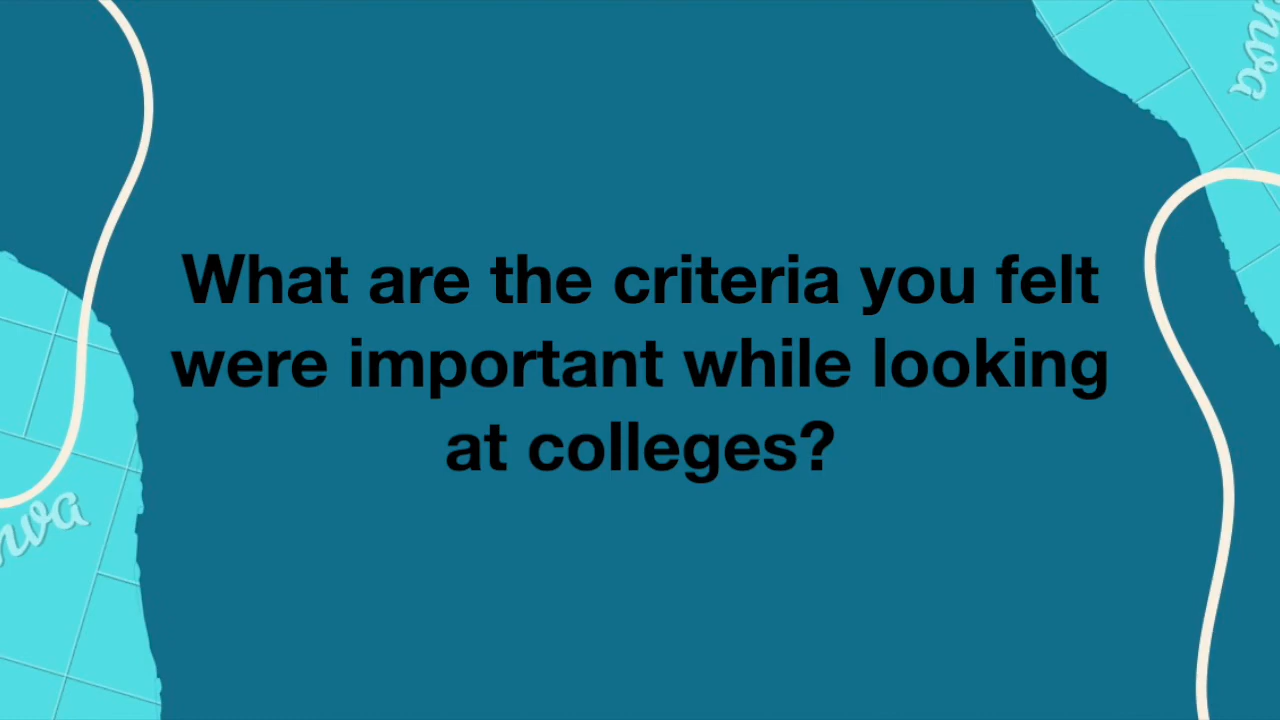 What are the criteria you felt
were important while looking
at colleges?